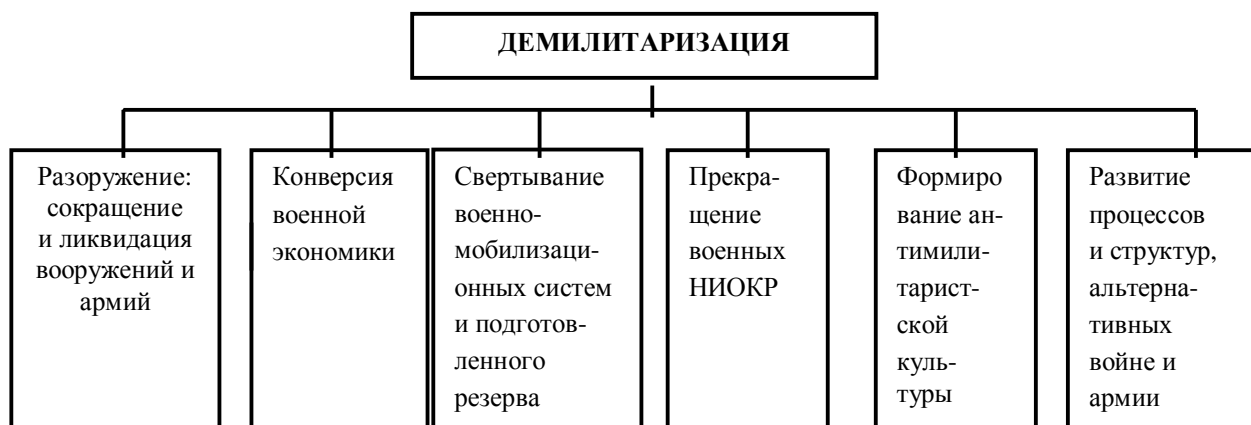 ДЕМИЛИТАРИЗАЦИЯ
Разоружение:
сокращение
и ликвидация
вооружений и
армий
Конверсия
военной
экономики
Свертывание
военно-
мобилизаци-
онных систем
и подготов-
ленного
резерва
Прекра-
щение
военных
НИОКР
Формиро
вание ан-
тимили-
тарист-
ской
куль-
туры
Развитие
процессов
и структур,
альтерна-
тивных
войне и
армии